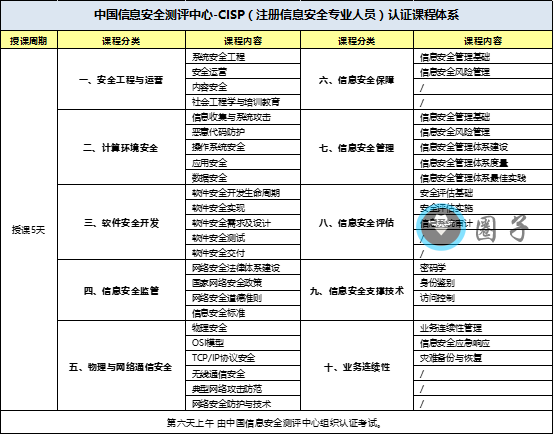 中国信息安全测评中心-CISP（注册信息安全专业人员）认证课程体系
授课周期 课程分类 课程内容 课程分类 课程内容
授课5天
一、安全工程与运营
系统安全工程
安全运营
内容安全
社会工程学与培训教育
六、信息安全保障
信息安全管理基础
信息安全风险管理
/
/
二、计算环境安全
信息收集与系统攻击
恶意代码防护
操作系统安全
应用安全
数据安全
七、信息安全管理
信息安全管理基础
信息安全风险管理
信息安全管理体系建设
信息安全管理体系度量
信息安全管理体系最佳实践
三、软件安全开发
软件安全开发生命周期
软件安全实现
软件安全需求及设计
软件安全测试
软件安全交付
八、信息安全评估
安全评估基础
安全评估实施
信息系统审计
/
/
四、信息安全监管
网络安全法律体系建设
国家网络安全政策
网络安全道德准则
信息安全标准
九、信息安全支撑技术
密码学
身份鉴别
访问控制
/
五、物理与网络通信安全
物理安全
OSI模型
TCP/IP协议安全
无线通信安全
典型网络攻击防范
网络安全防护与技术
十、业务连续性
业务连续性管理
信息安全应急响应
灾难备份与恢复
/
/
/
第六天上午 由中国信息安全测评中心组织认证考试。
圈子